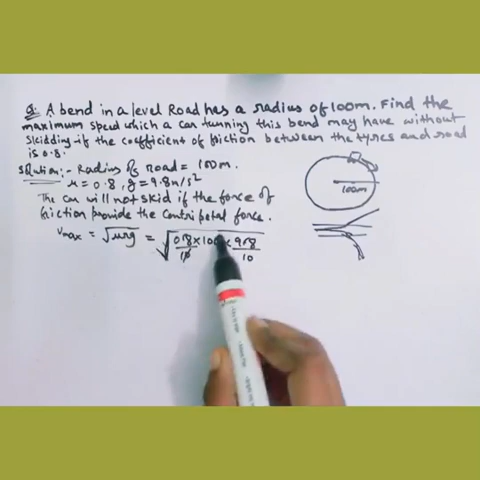 Q:- A bend in a level Road has a radius of 100m. Find the
maximum speed which a car turning this bend may have without
skidding if the coefficient of friction between the tyres and road
is 0.8.
Solution:- Radius of road = 100m.
μ = 0.8, g = 9.8m/s²
The car will not skid if the force of
friction provide the centripetal force.
Vmax = √μrg = √0.8/10 × 100 × 9.8/10
100m